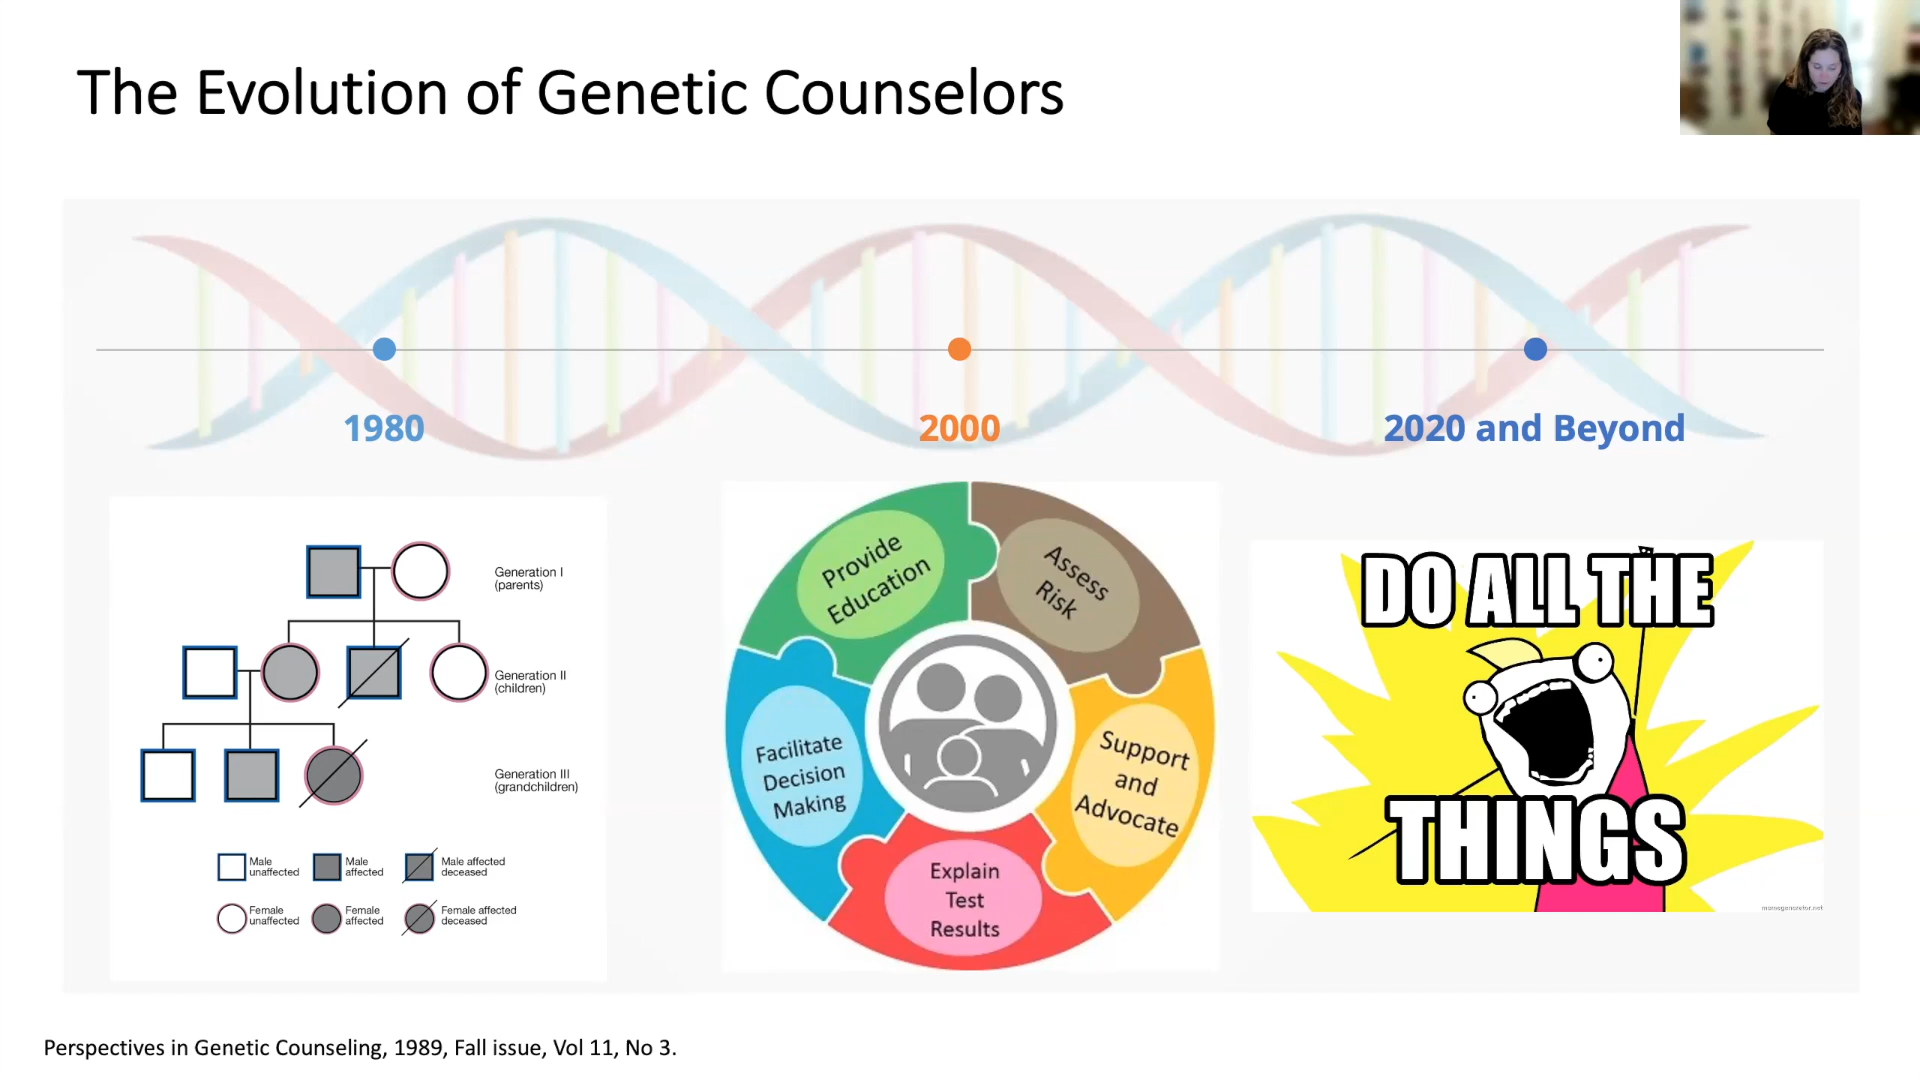 The Evolution of Genetic Counselors
1980
2000
2020 and Beyond
Generation I
(parents)
Generation II
(children)
Generation III
(grandchildren)
Male
unaffected
Male
affected
Male affected
deceased
Female
unaffected
Female
affected
Female affected
deceased
Provide
Education
Assess
Risk
Support
and
Advocate
Explain
Test
Results
Facilitate
Decision
Making
DO ALL THE
THINGS
memegenerator.net
Perspectives in Genetic Counseling, 1989, Fall issue, Vol 11, No 3.